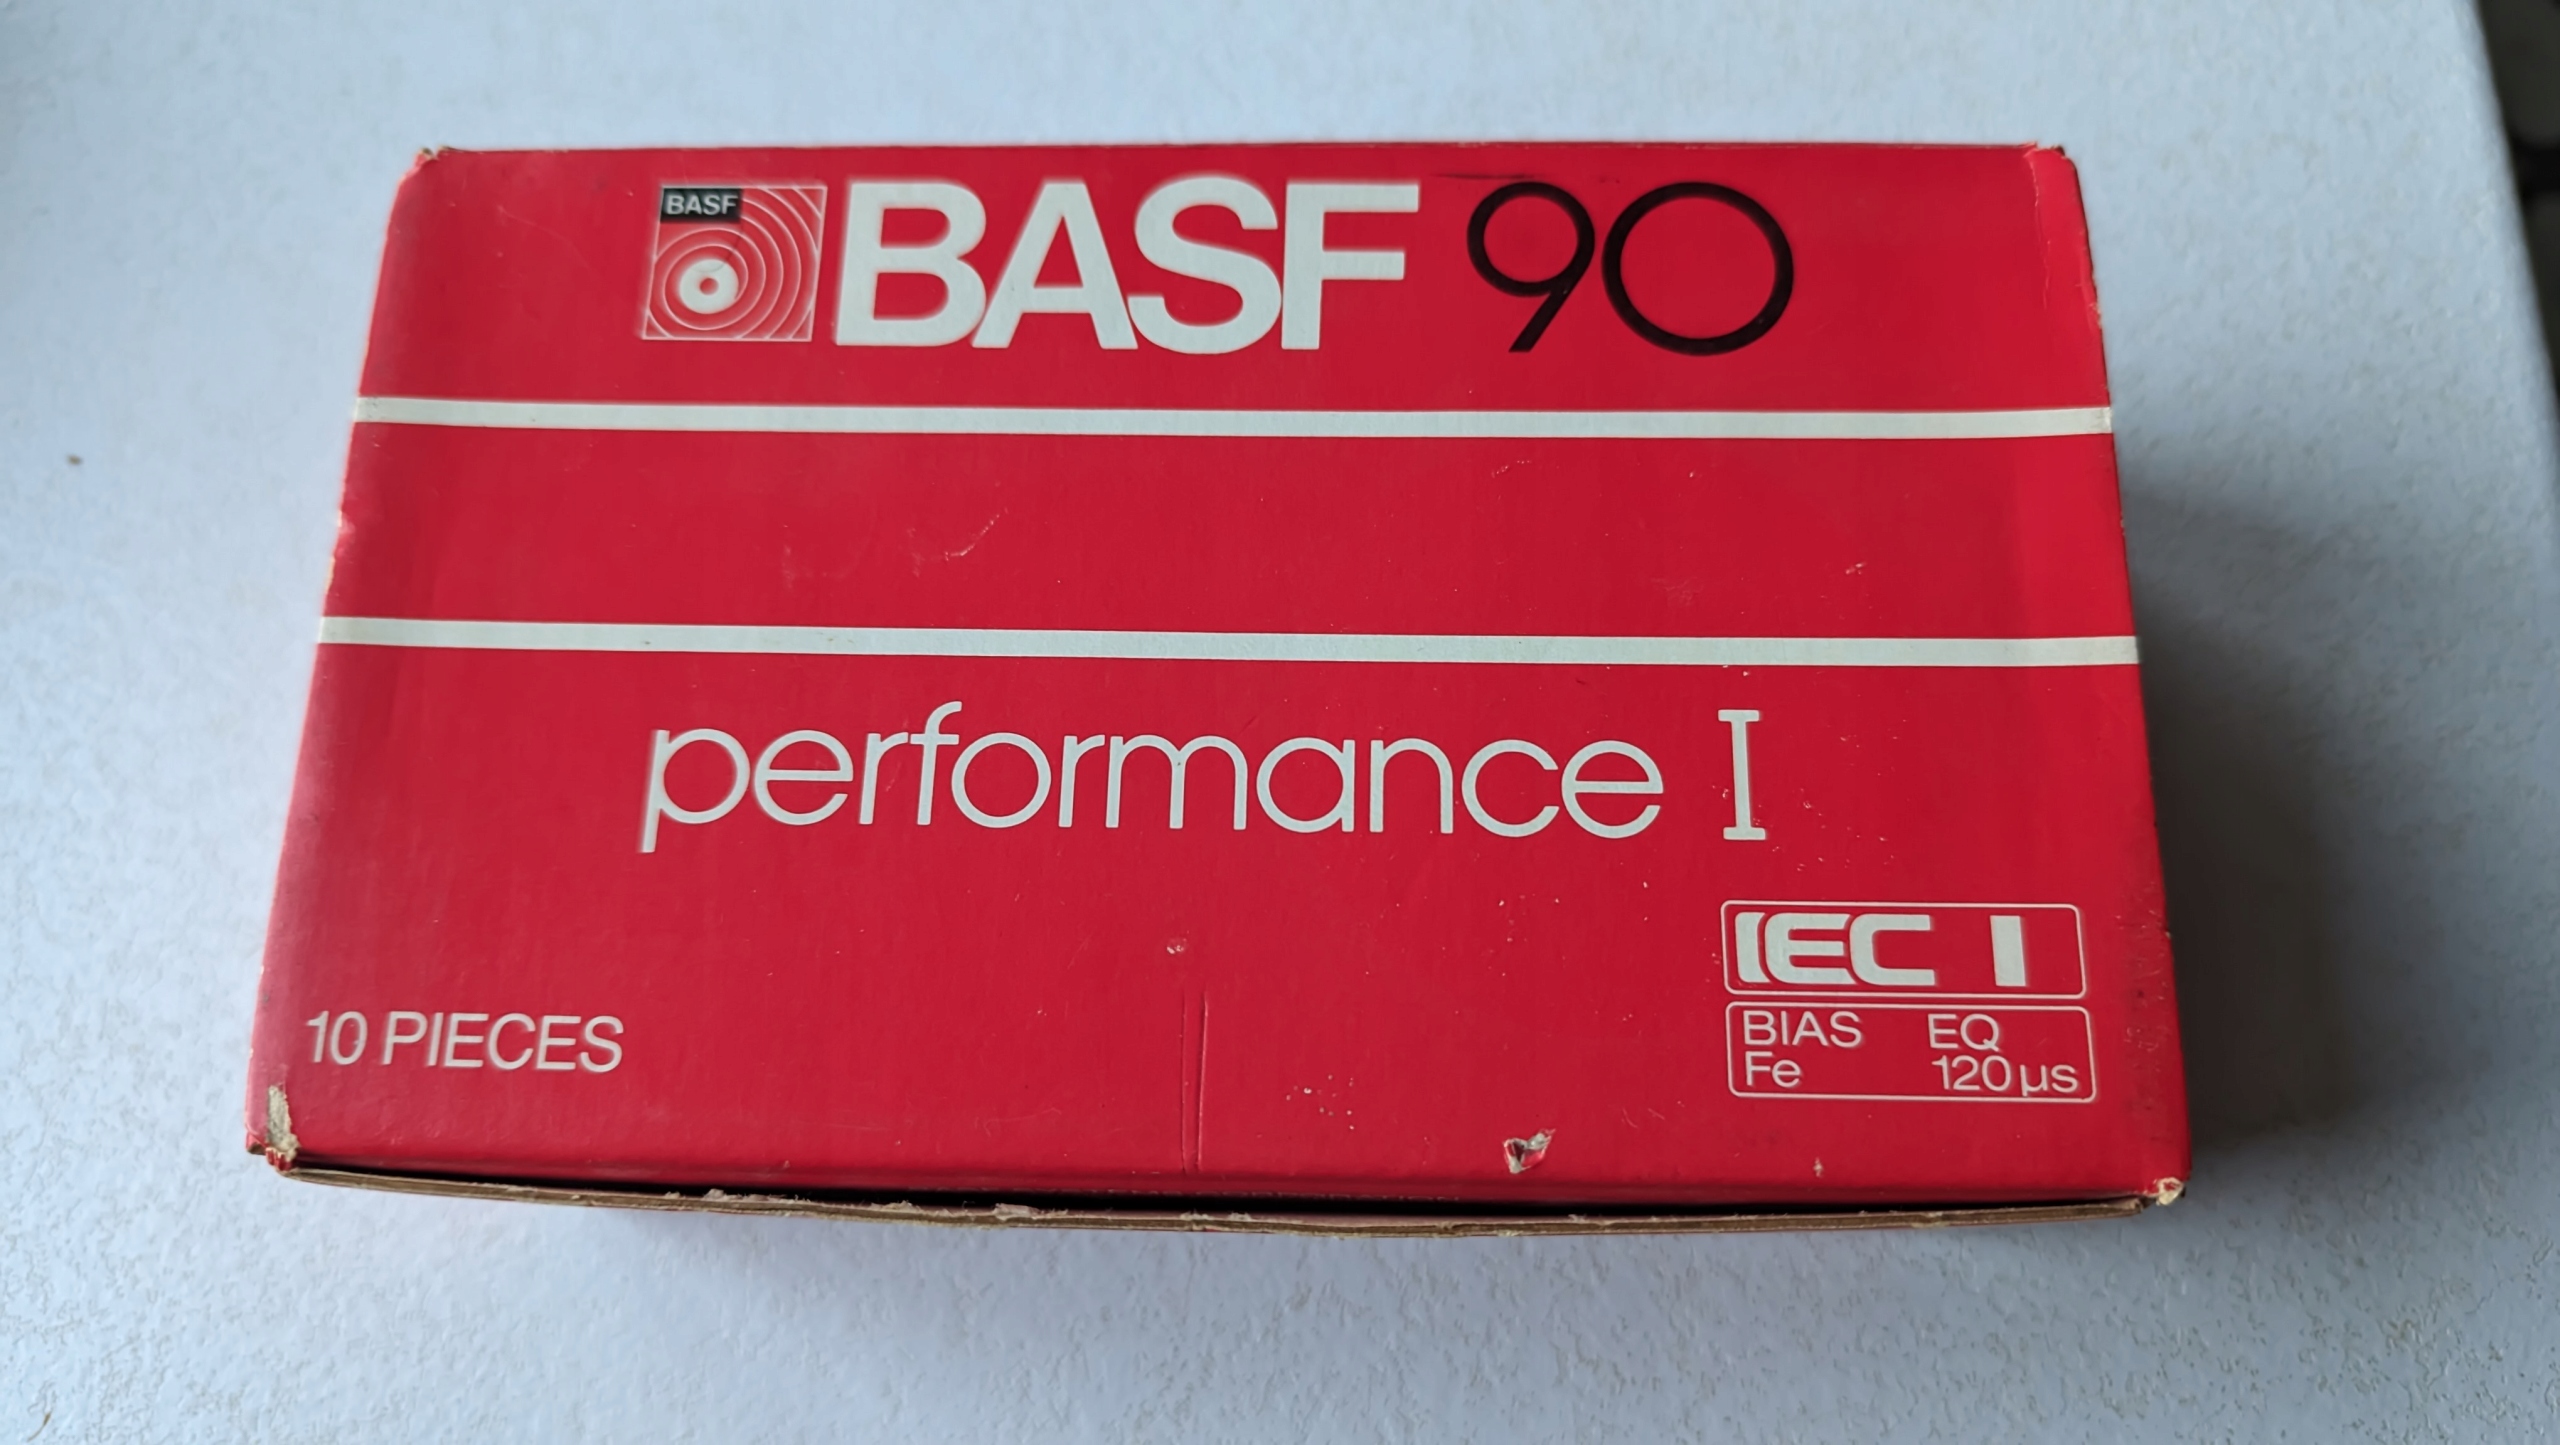 BASF
BASF 90
performance I
10 PIECES
IEC I
BIAS EQ
Fe 120 µs